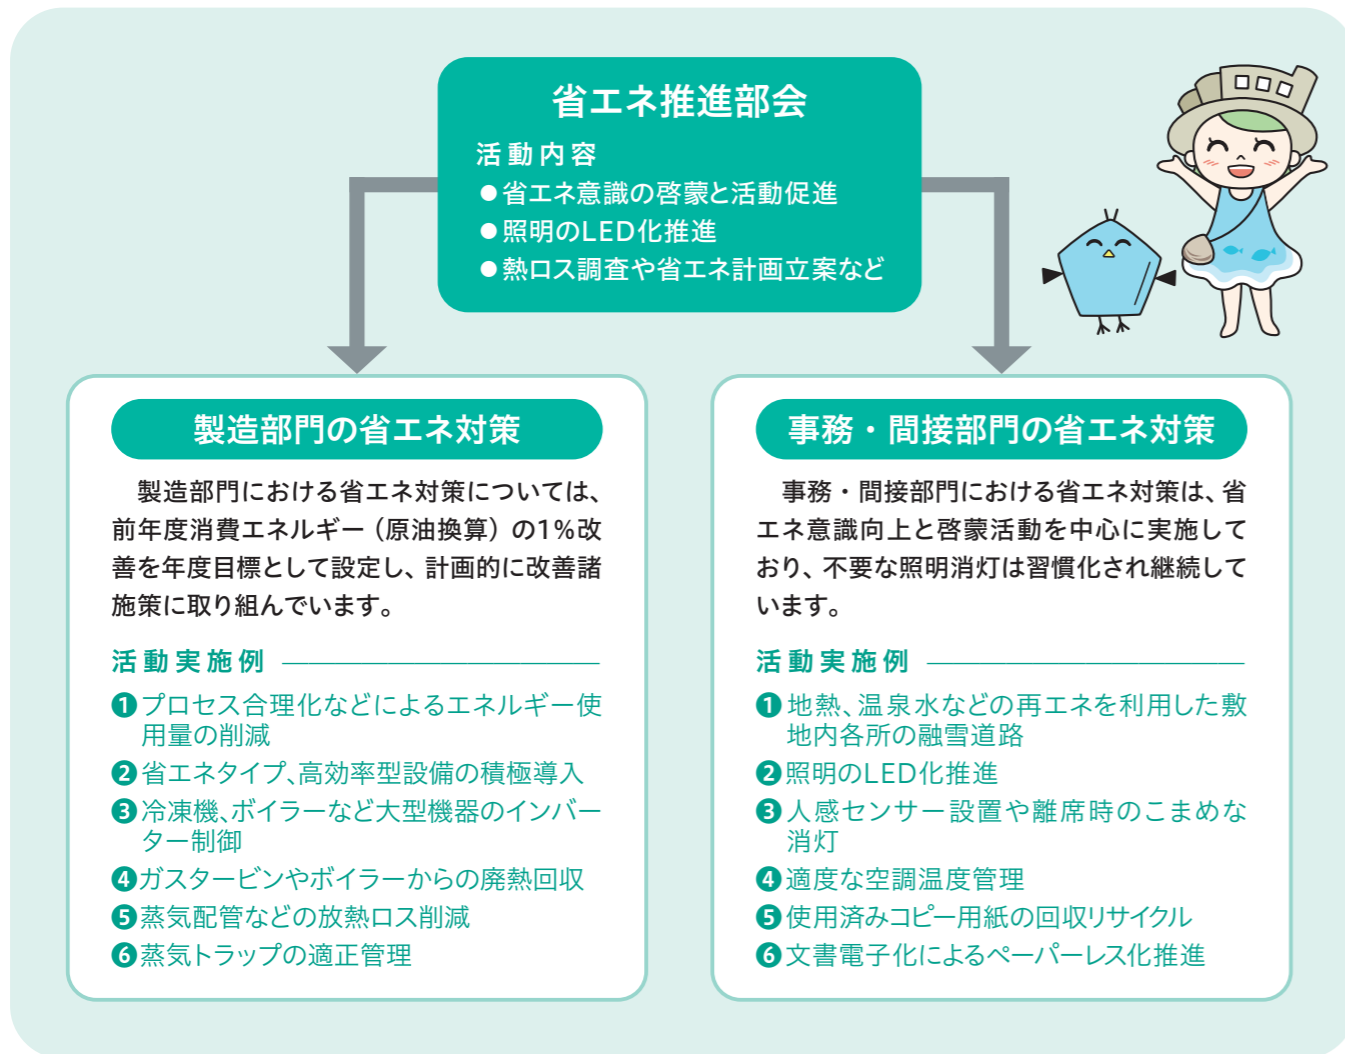 省エネ推進部会
活動内容
●省エネ意識の啓蒙と活動促進
●照明のLED化推進
●熱ロス調査や省エネ計画立案など
製造部門の省エネ対策
製造部門における省エネ対策については、
前年度消費エネルギー（原油換算）の1%改
善を年度目標として設定し、計画的に改善諸
施策に取り組んでいます。
活動実施例
❶プロセス合理化などによるエネルギー使
用量の削減
❷省エネタイプ、高効率型設備の積極導入
❸冷凍機、ボイラーなど大型機器のインバー
ター制御
❹ガスタービンやボイラーからの廃熱回収
❺蒸気配管などの放熱ロス削減
❻蒸気トラップの適正管理
事務・間接部門の省エネ対策
事務・間接部門における省エネ対策は、省
エネ意識向上と啓蒙活動を中心に実施して
おり、不要な照明消灯は習慣化され継続して
います。
活動実施例
❶地熱、温泉水などの再エネを利用した敷
地内各所の融雪道路
❷照明のLED化推進
❸人感センサー設置や離席時のこまめな
消灯
❹適度な空調温度管理
❺使用済みコピー用紙の回収リサイクル
❻文書電子化によるペーパーレス化推進